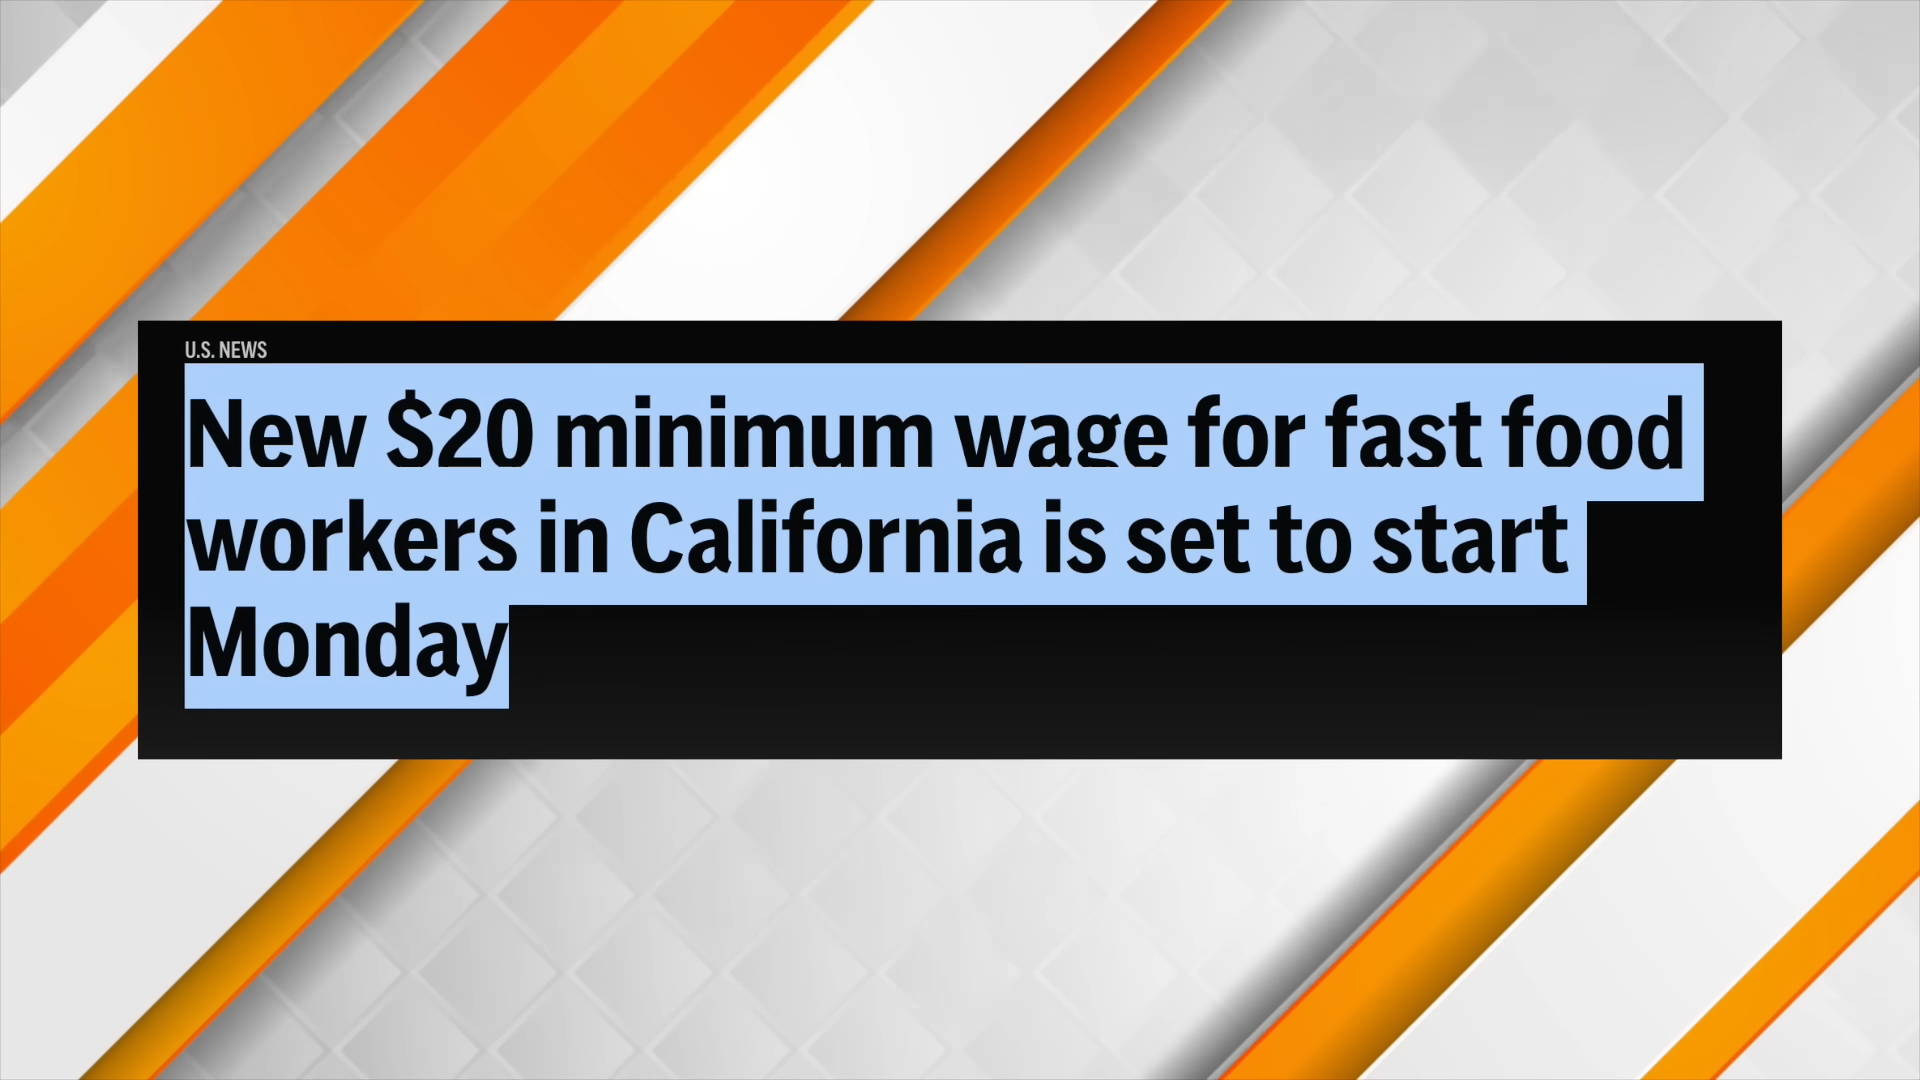 U.S. NEWS
New $20 minimum wage for fast food
workers in California is set to start
Monday